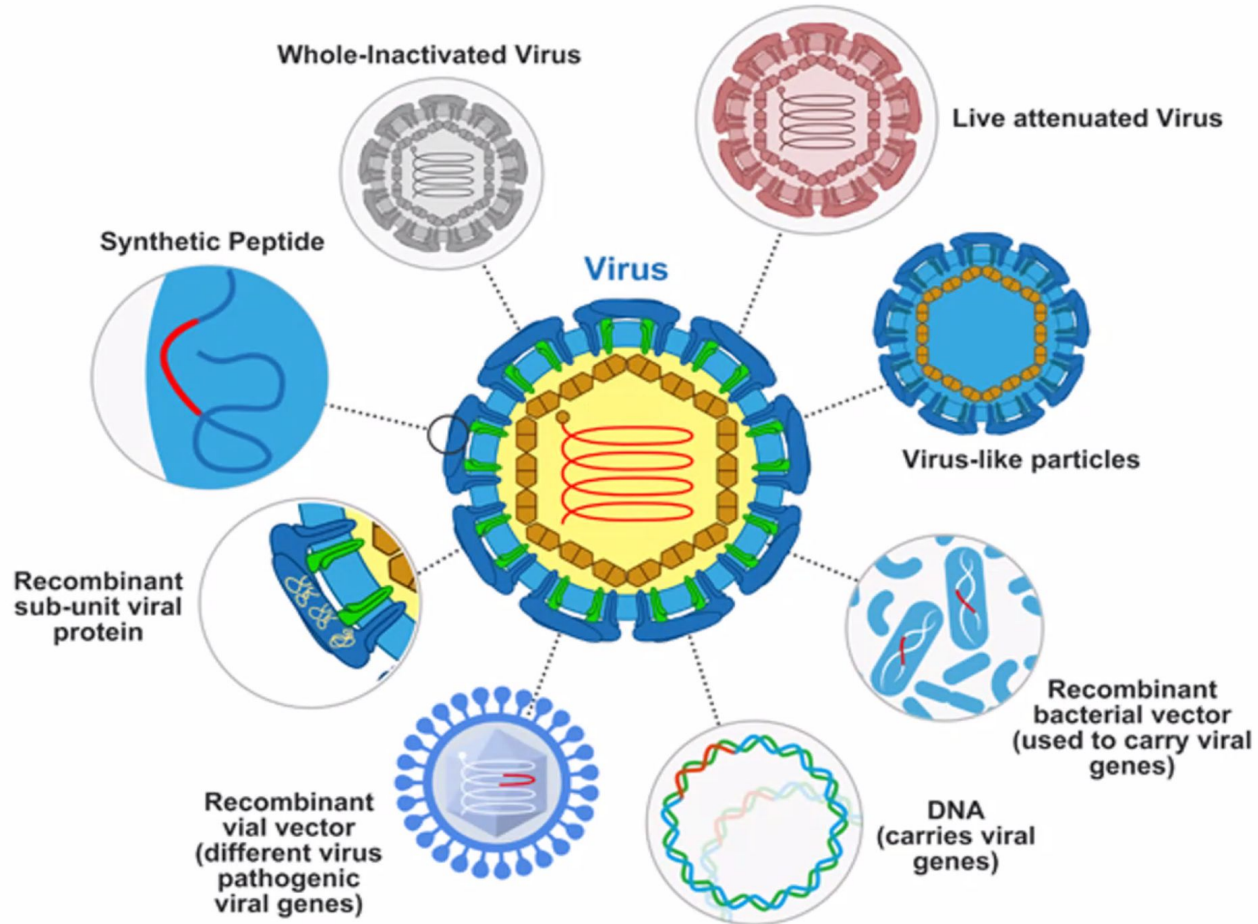 Whole-Inactivated Virus
Live attenuated Virus
Synthetic Peptide
Virus
Virus-like particles
Recombinant
sub-unit viral
protein
Recombinant
bacterial vector
(used to carry viral
genes)
Recombinant
vial vector
(different virus
pathogenic
viral genes)
DNA
(carries viral
genes)